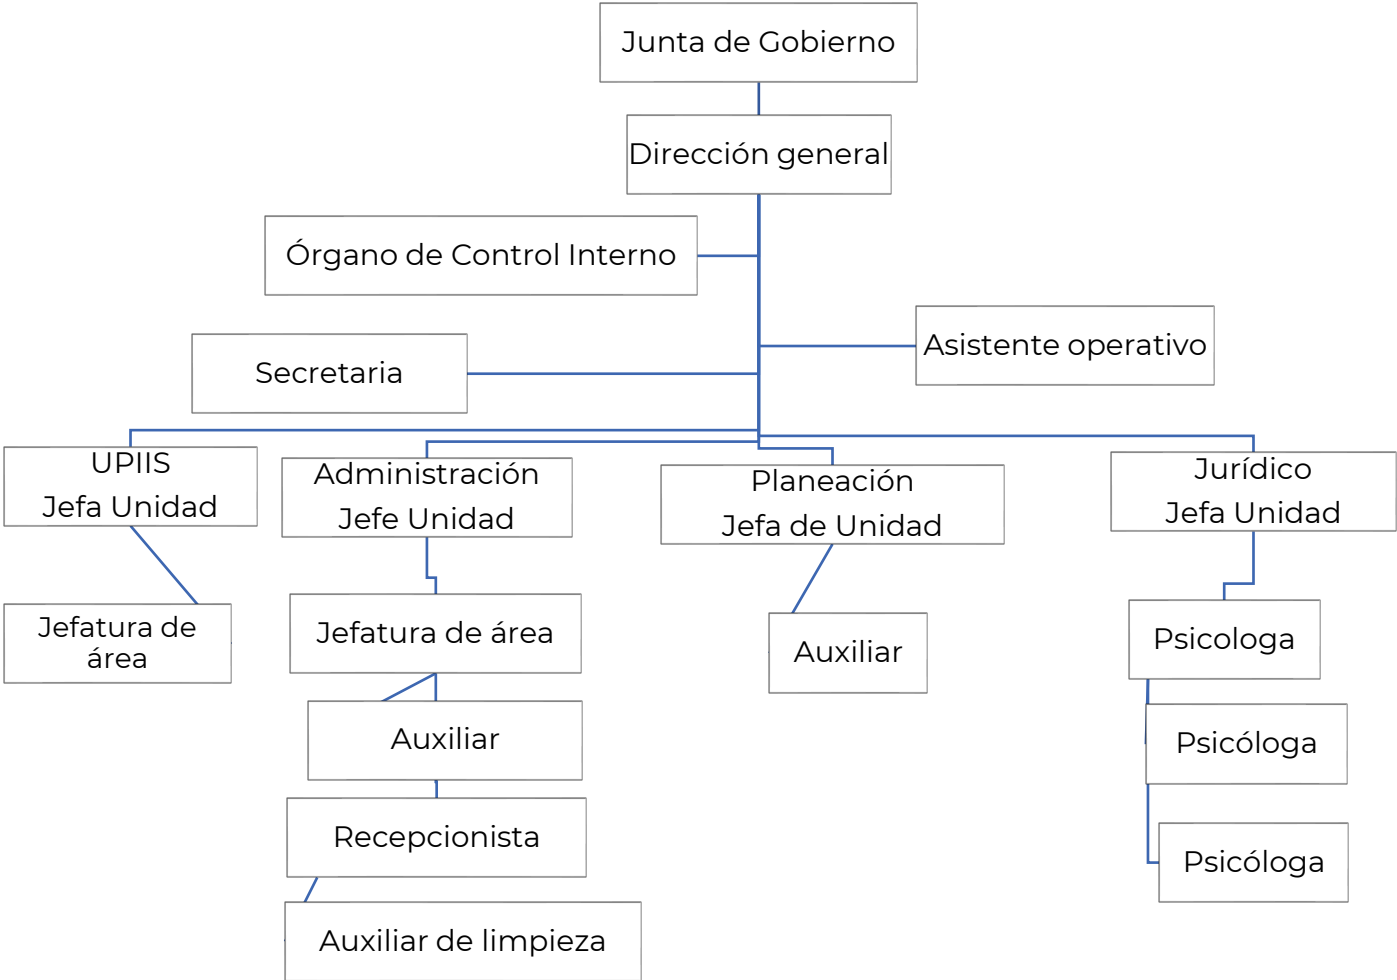 Junta de Gobierno
Dirección general
Órgano de Control Interno
Asistente operativo
Secretaria
UPIIS
Jefa Unidad
Administración
Jefe Unidad
Planeación
Jefa de Unidad
Jurídico
Jefa Unidad
Jefatura de
área
Jefatura de área
Auxiliar
Psicologa
Auxiliar
Psicóloga
Recepcionista
Psicóloga
Auxiliar de limpieza